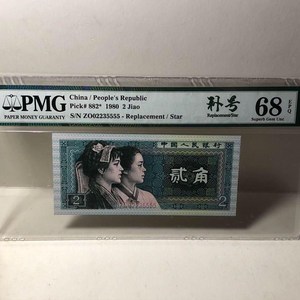 PMG
PAPER MONEY GUARANTY
China / People's Republic
Pick# 882* 1980 2 Jiao
S/N ZO02235555 - Replacement / Star
补号
Replacement/Star
68 EPQ
Superb Gem Unc
中国人民银行
贰角
2
2